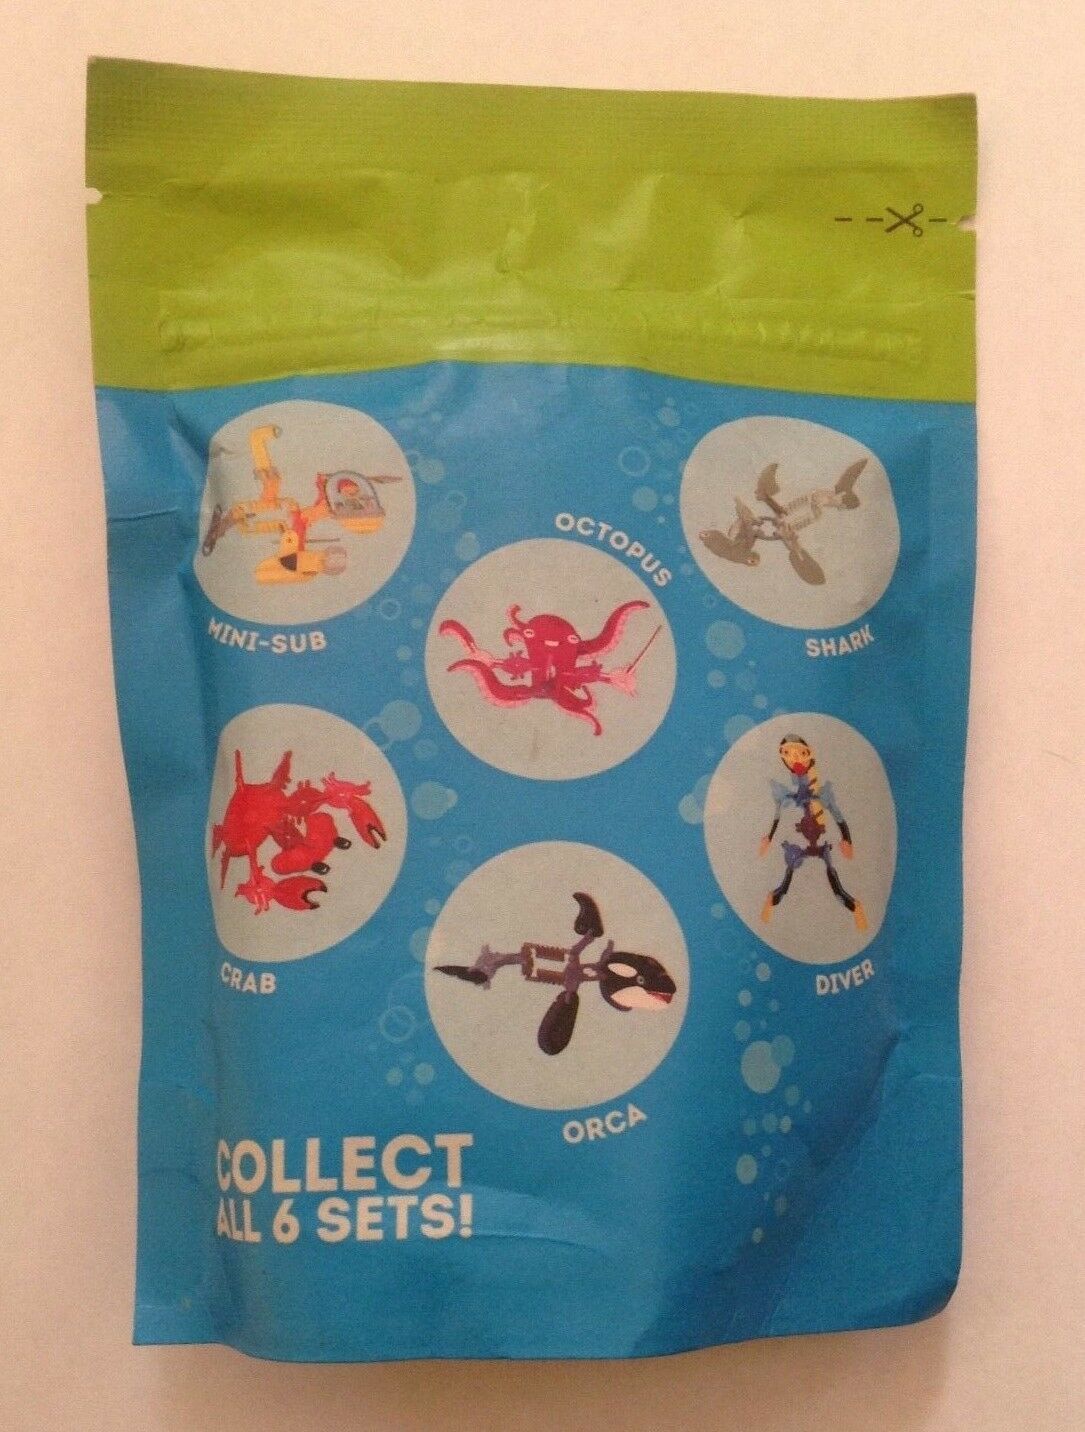 OCTOPUS
MINI-SUB
SHARK
CRAB
DIVER
ORCA
COLLECT
ALL 6 SETS!